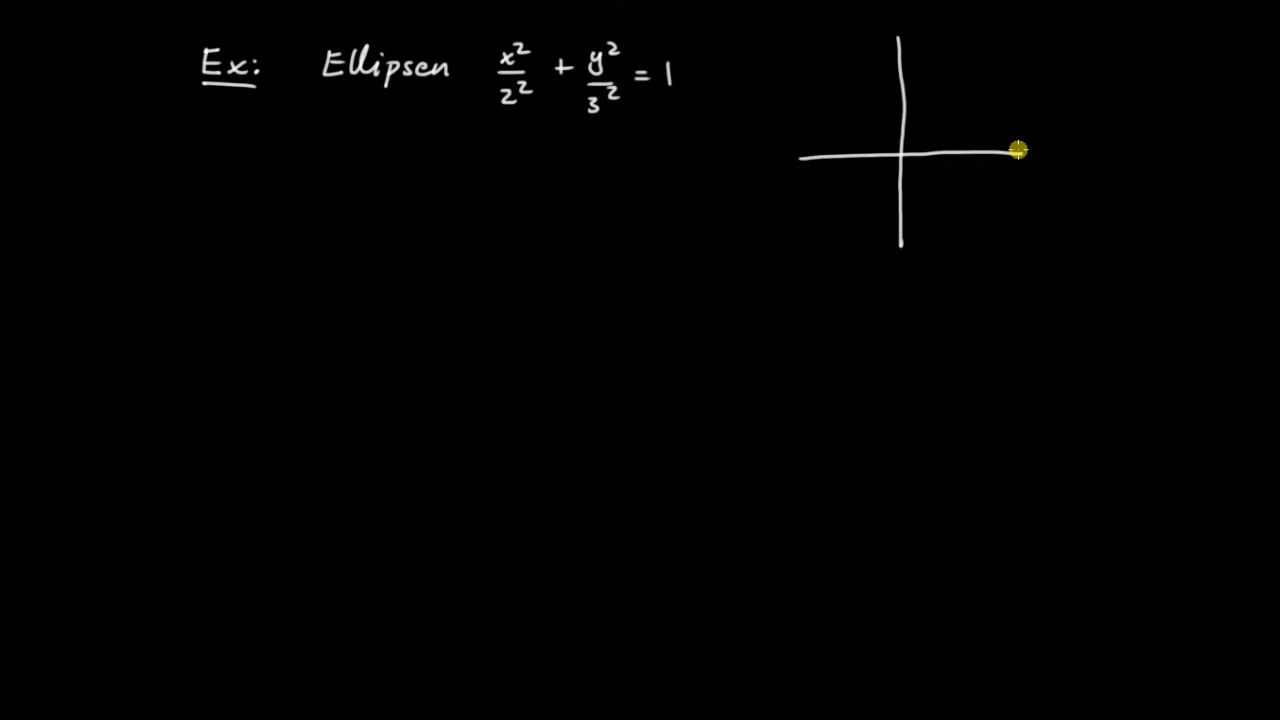 Ex: Ellipsen x²/2² + y²/3² = 1